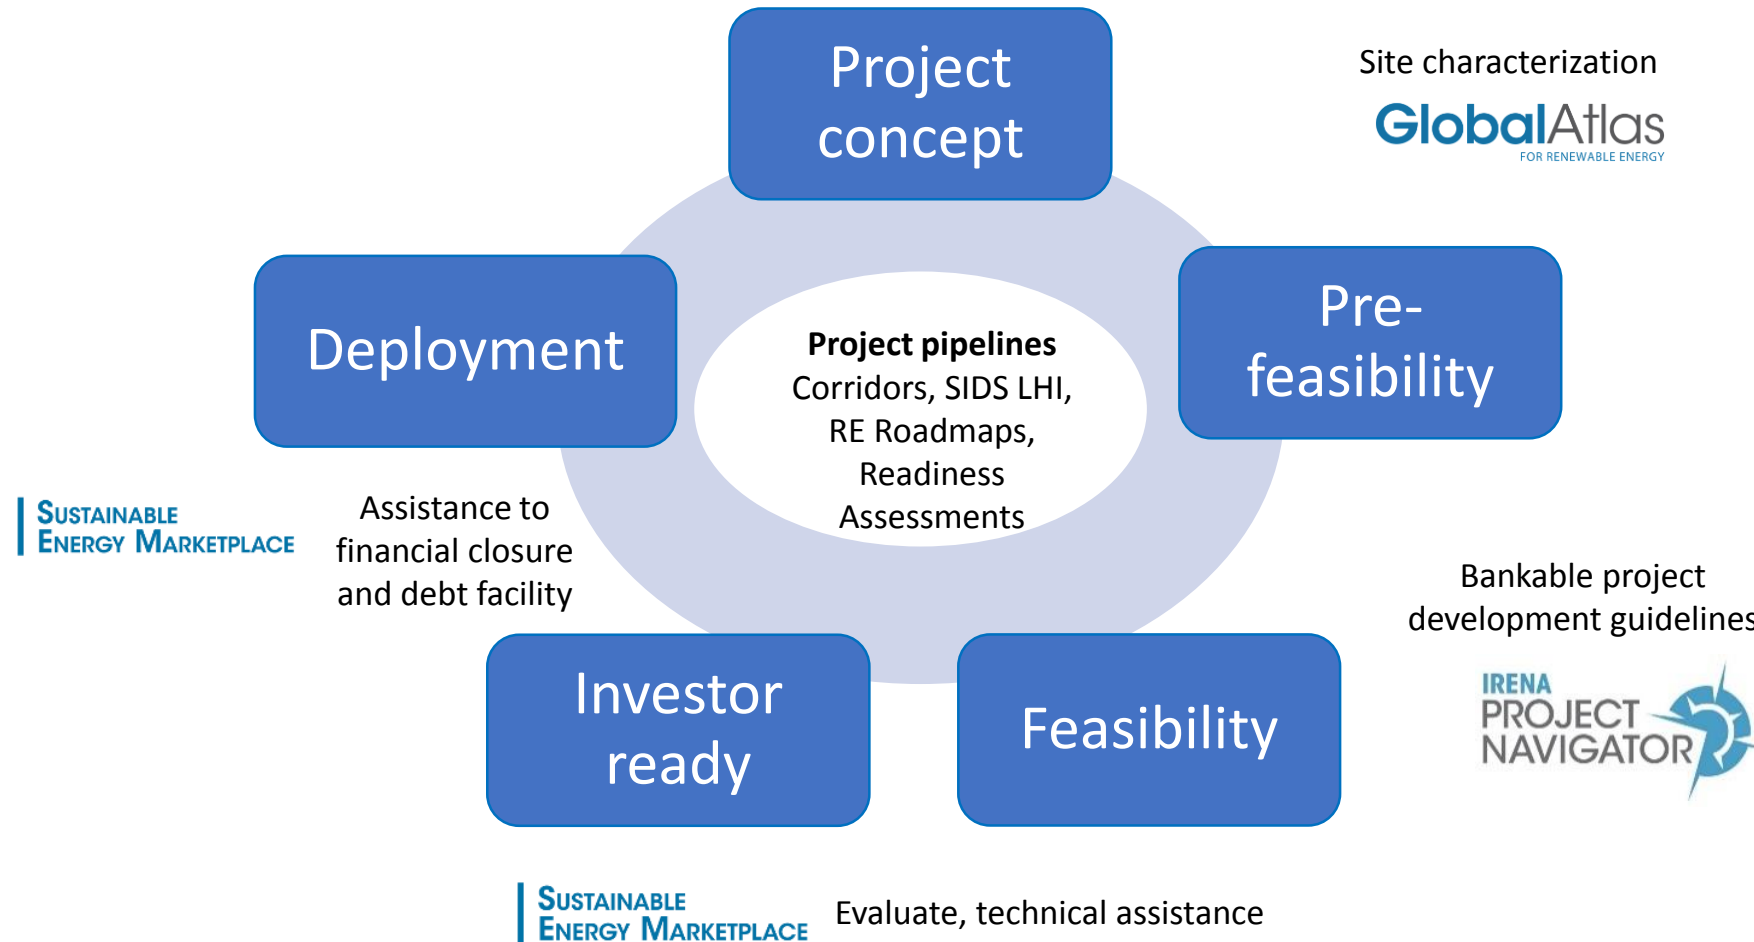 Project
concept
Site characterization
GlobalAtlas
FOR RENEWABLE ENERGY
Pre-
feasibility
Deployment
Project pipelines
Corridors, SIDS LHI,
RE Roadmaps,
Readiness
Assessments
SUSTAINABLE
ENERGY MARKETPLACE
Assistance to
financial closure
and debt facility
Bankable project
development guidelines
IRENA
PROJECT
NAVIGATOR
Investor
ready
Feasibility
SUSTAINABLE
ENERGY MARKETPLACE
Evaluate, technical assistance